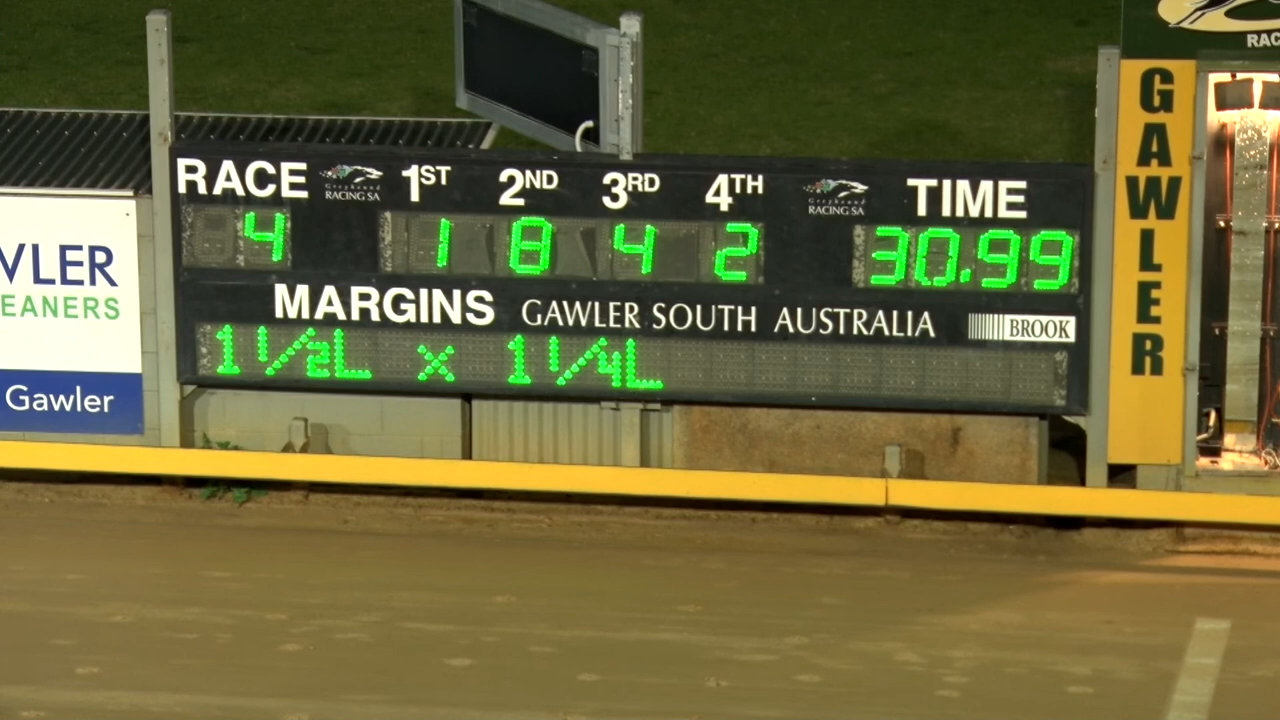 RAC
GAWLER
RACE Greyhound RACING SA 1ST 2ND 3RD 4TH Greyhound RACING SA TIME
4 1 8 4 2 30.99
MARGINS GAWLER SOUTH AUSTRALIA BROOK
1 1/2L x 1 1/4L
WLER
EANERS
Gawler